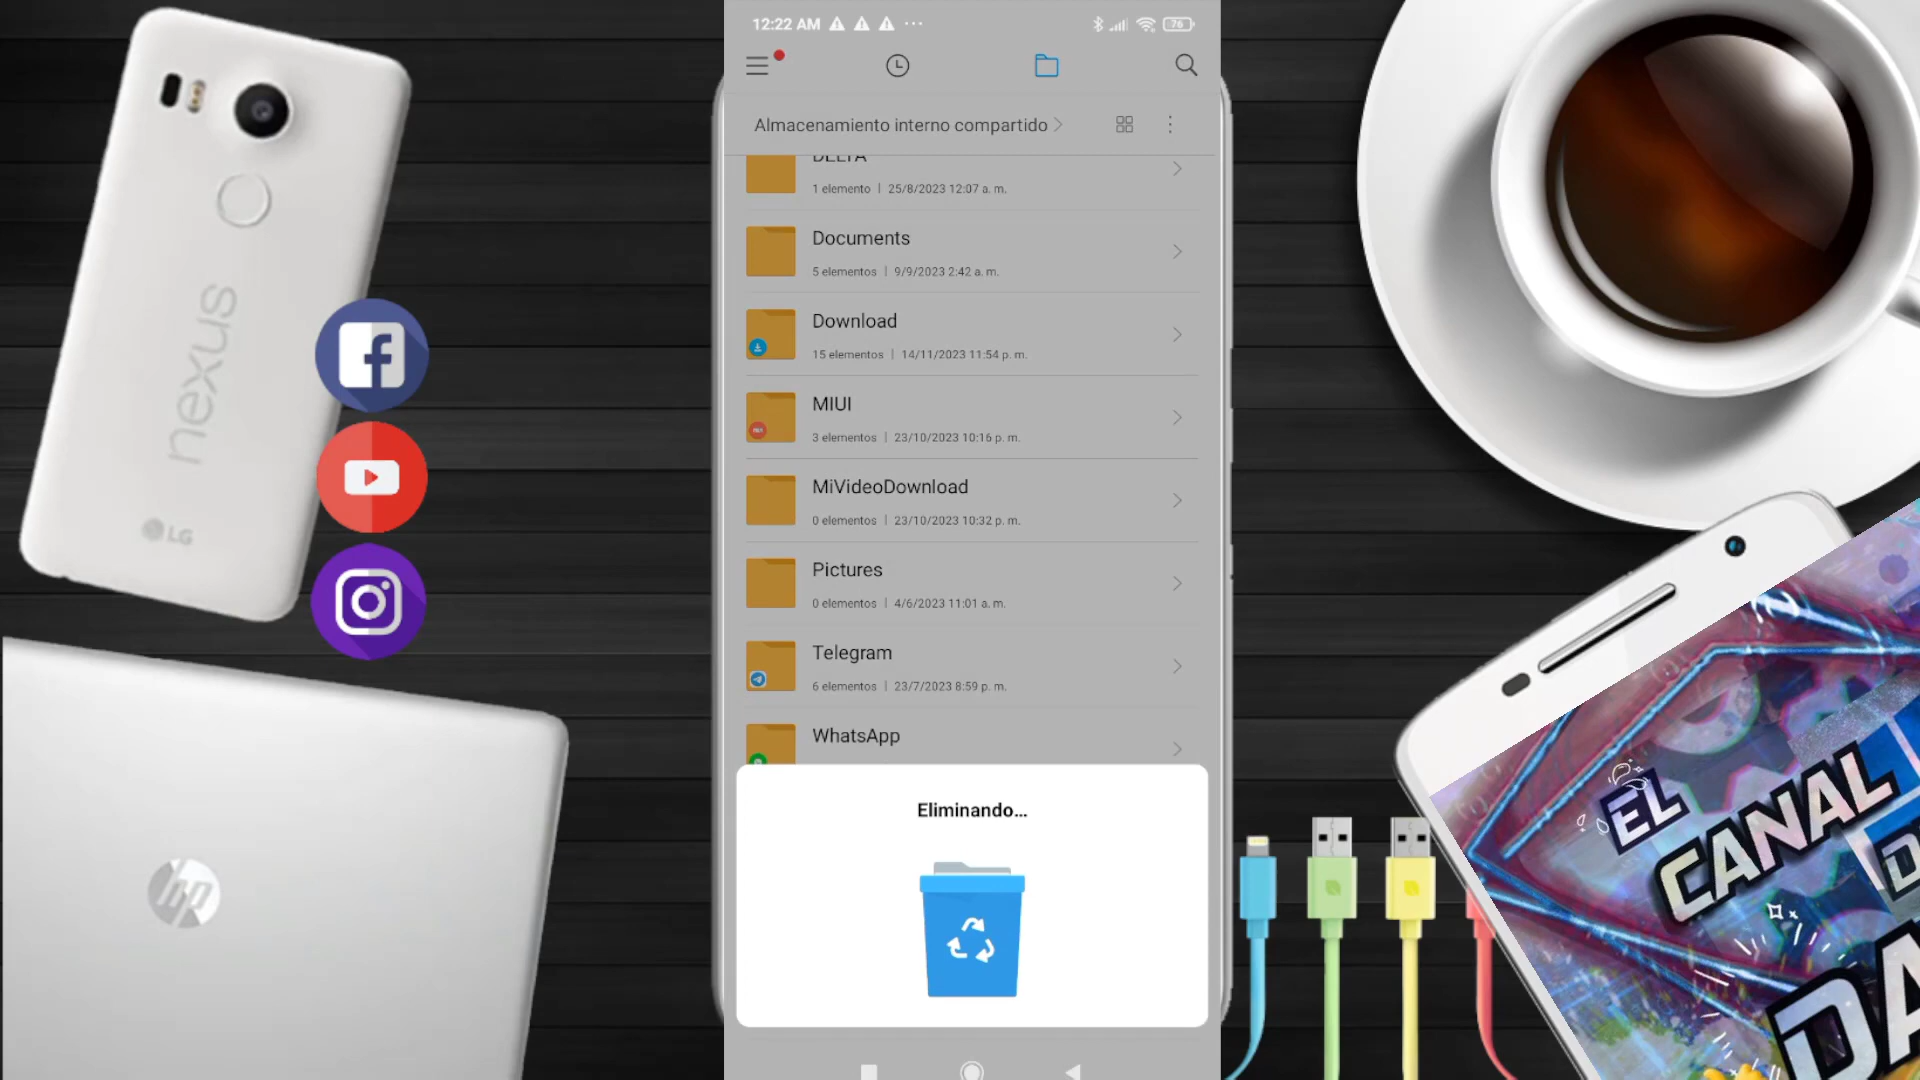 12:22 AM
76
Almacenamiento interno compartido
DELTA
1 elemento | 25/8/2023 12:07 a. m.
Documents
5 elementos | 9/9/2023 2:42 a. m.
Download
15 elementos | 14/11/2023 11:54 p. m.
MIUI
3 elementos | 23/10/2023 10:16 p. m.
MiVideoDownload
0 elementos | 23/10/2023 10:32 p. m.
Pictures
0 elementos | 4/6/2023 11:01 a. m.
Telegram
6 elementos | 23/7/2023 8:59 p. m.
WhatsApp
Eliminando...
nexus
LG
hp
EL
CANAL